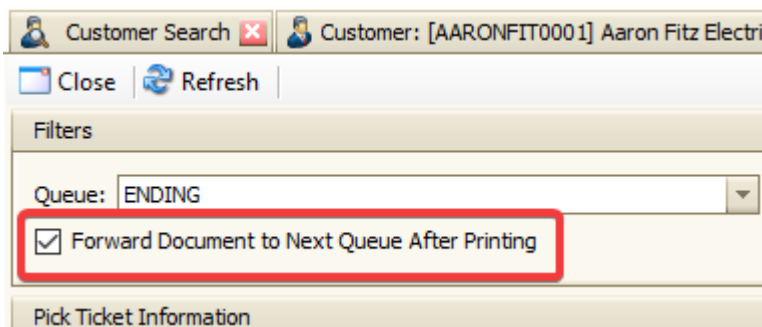 Customer Search Customer: [AARONFIT0001] Aaron Fitz Electri
Close Refresh
Filters
Queue: ENDING
Forward Document to Next Queue After Printing
Pick Ticket Information